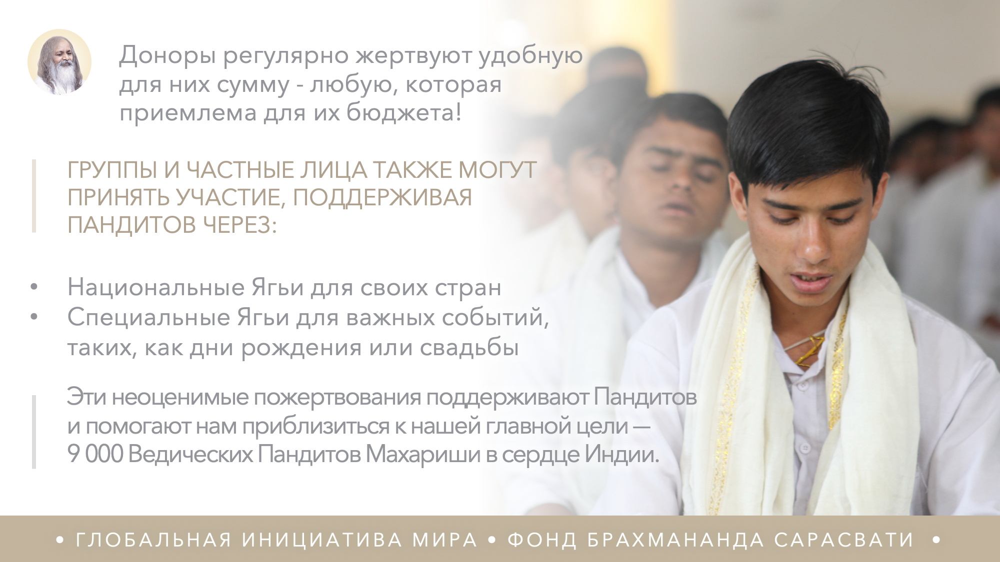 Доноры регулярно жертвуют удобную
для них сумму - любую, которая
приемлема для их бюджета!
ГРУППЫ И ЧАСТНЫЕ ЛИЦА ТАКЖЕ МОГУТ
ПРИНЯТЬ УЧАСТИЕ, ПОДДЕРЖИВАЯ
ПАНДИТОВ ЧЕРЕЗ:
• Национальные Ягьи для своих стран
• Специальные Ягьи для важных событий,
таких, как дни рождения или свадьбы
Эти неоценимые пожертвования поддерживают Пандитов
и помогают нам приблизиться к нашей главной цели —
9 000 Ведических Пандитов Махариши в сердце Индии.
• ГЛОБАЛЬНАЯ ИНИЦИАТИВА МИРА • ФОНД БРАХМАНАНДА САРАСВАТИ •